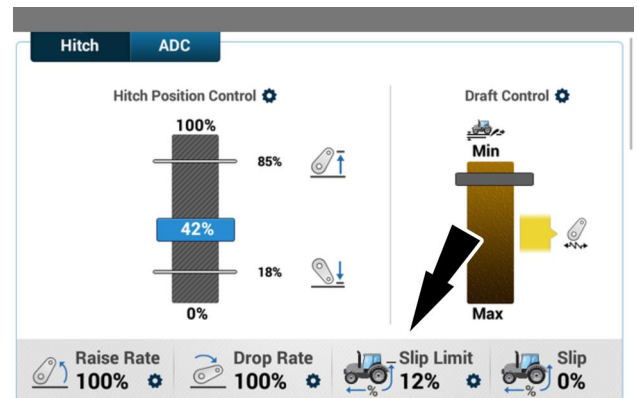 Hitch
ADC
Hitch Position Control
100%
85%
42%
18%
0%
Draft Control
Min
Max
Raise Rate
100%
Drop Rate
100%
%
Slip Limit
12%
%
Slip
0%